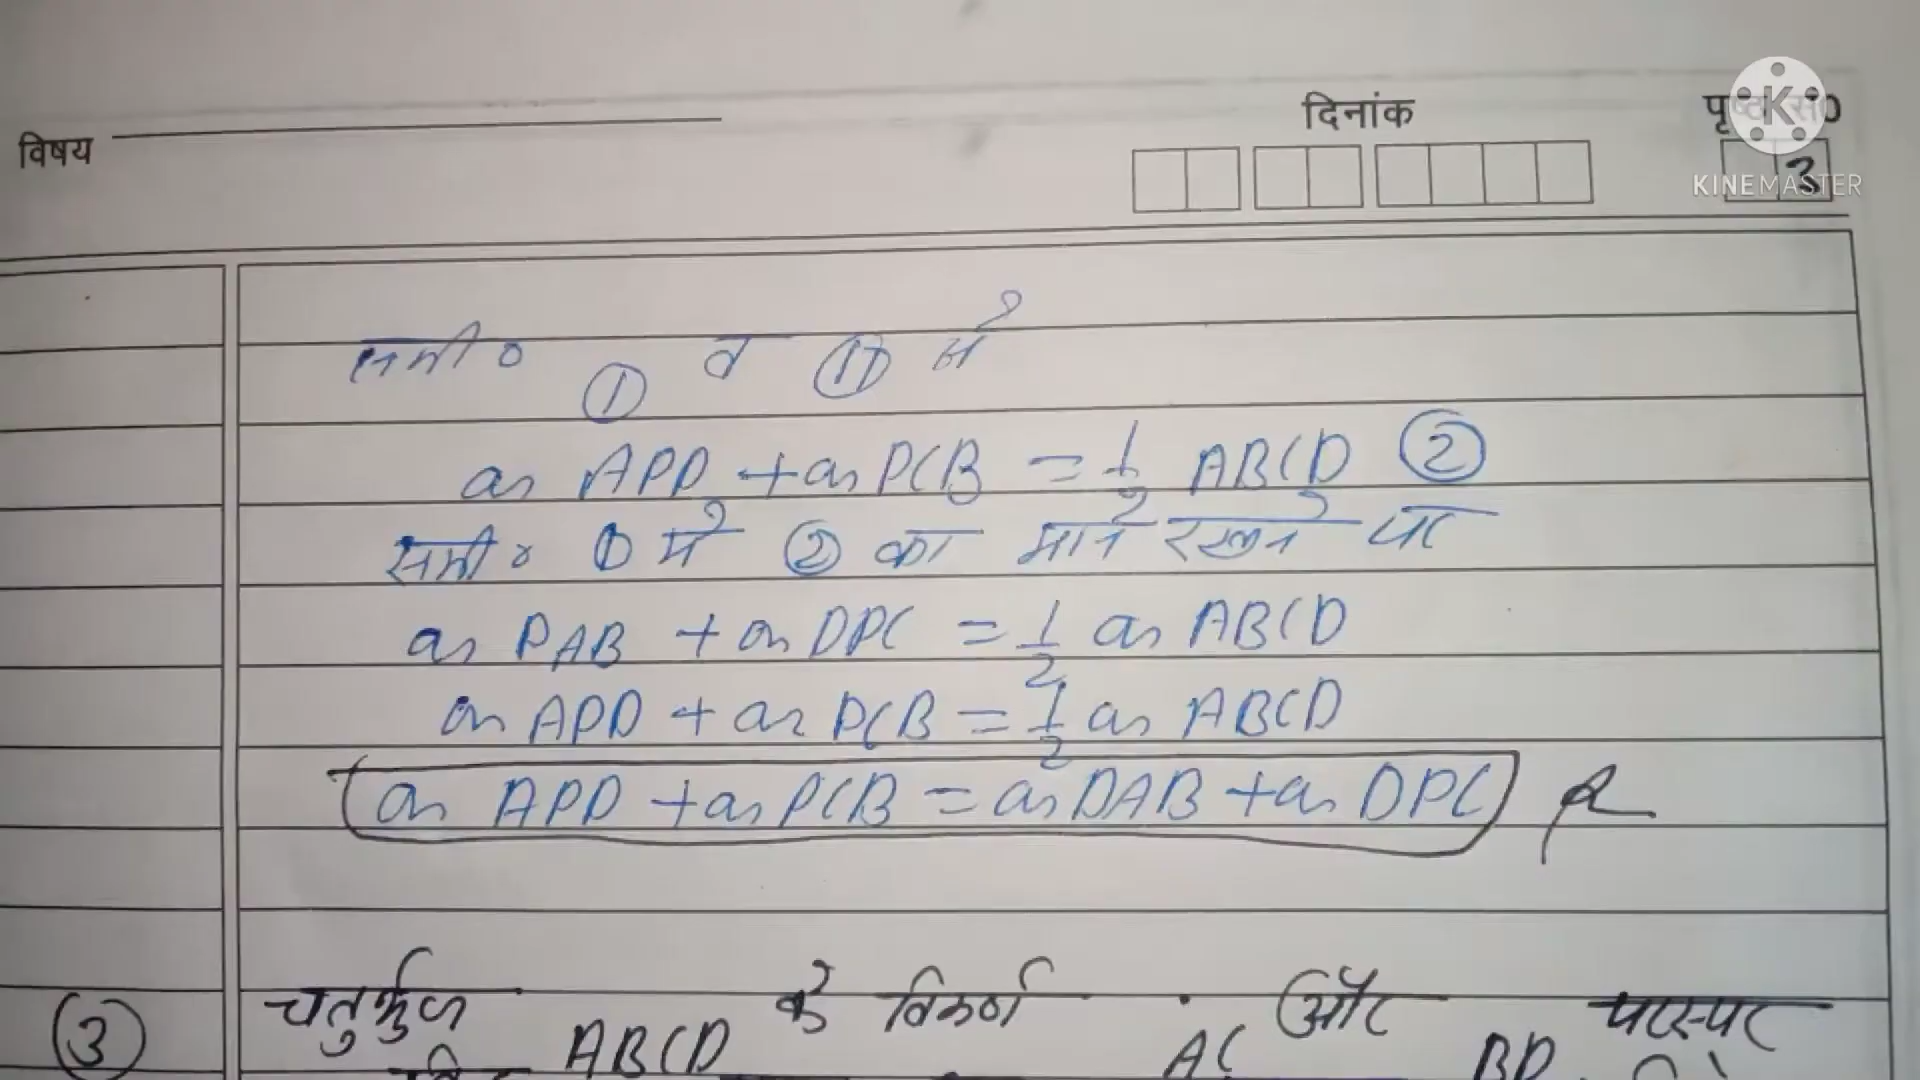 विषय
दिनांक
पृष्ठ सं०
3
KINEMASTER
समी० ① व ⑪ से
ar APD + ar PCB = 1/2 ABCD ②
समी० ① में ② का मान रखने पर
ar PAB + ar DPC = 1/2 ar ABCD
ar APD + ar PCB = 1/2 ar ABCD
ar APD + ar PCB = ar DAB + ar DPC
③ चतुर्भुज ABCD के विकर्ण AC और BD परस्पर